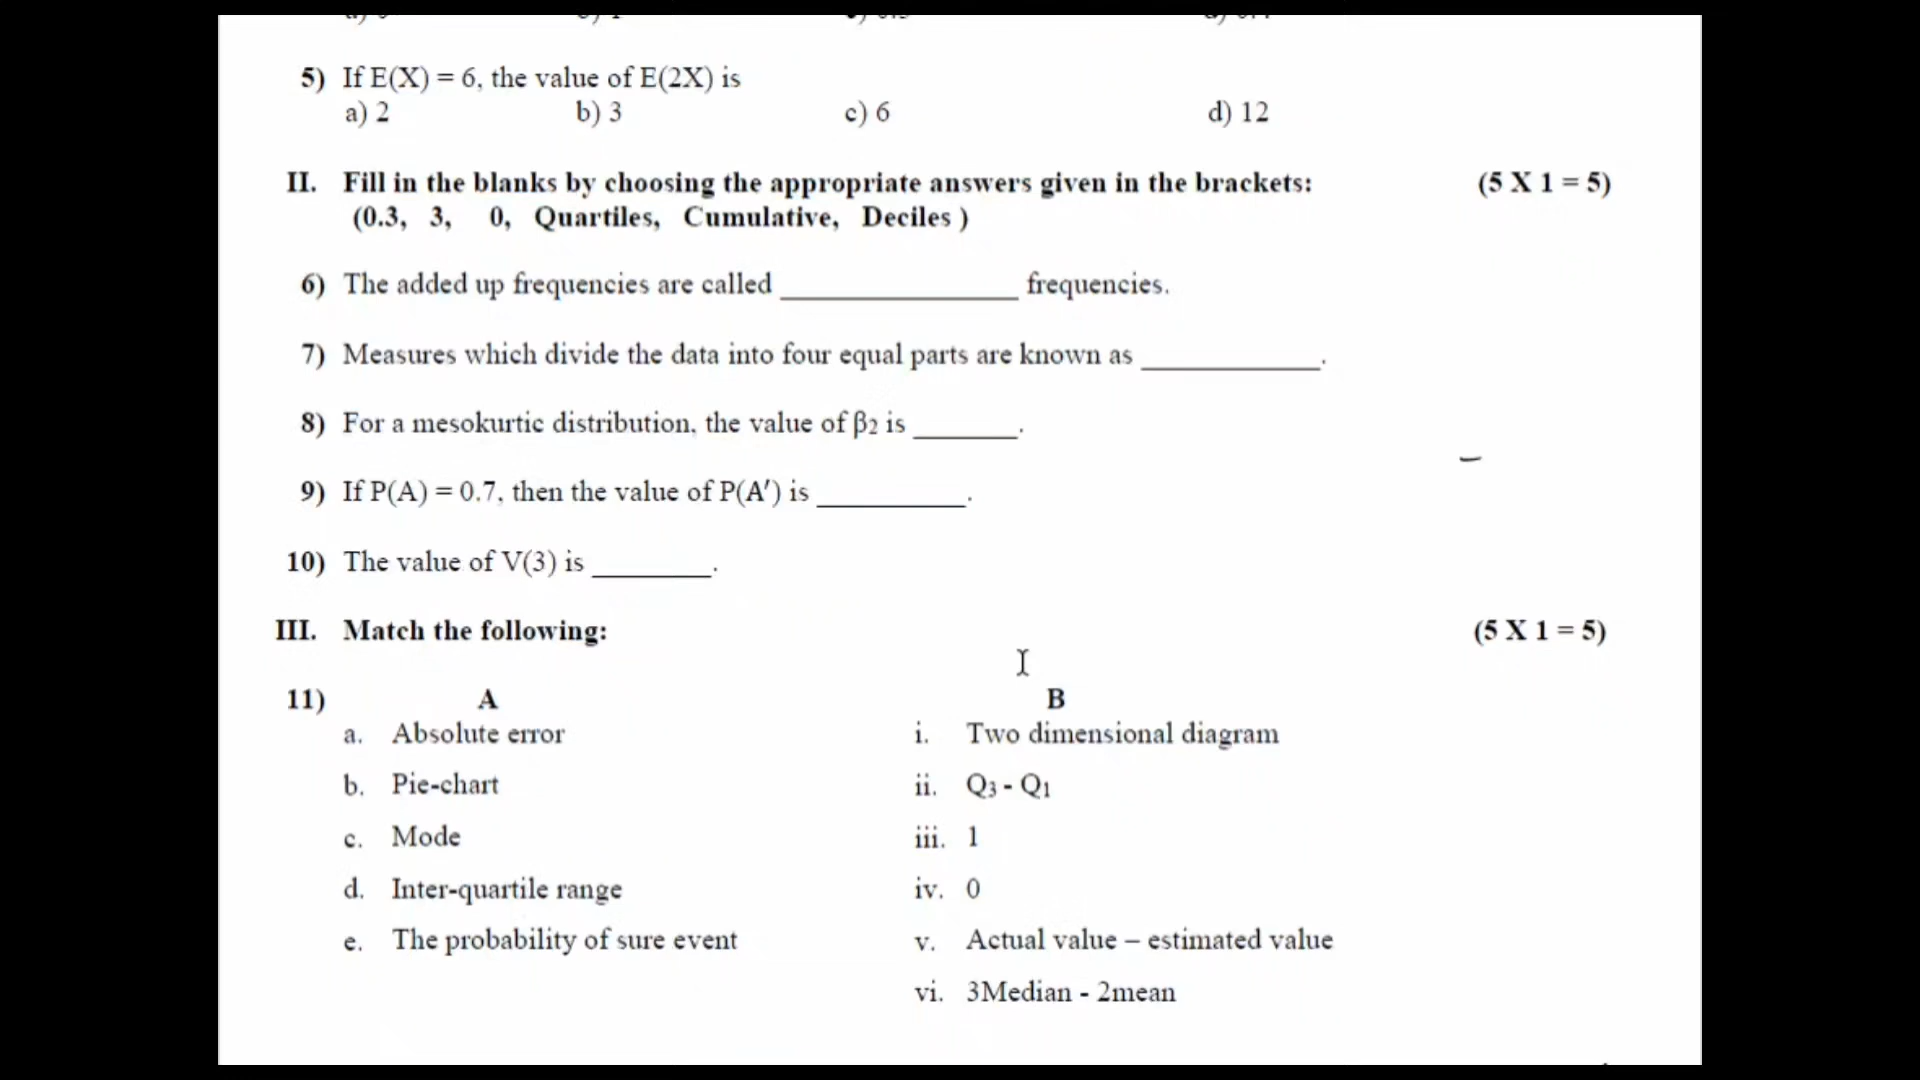 5) If E(X) = 6, the value of E(2X) is
a) 2 b) 3 c) 6 d) 12
II. Fill in the blanks by choosing the appropriate answers given in the brackets: (5 X 1 = 5)
(0.3, 3, 0, Quartiles, Cumulative, Deciles )
6) The added up frequencies are called ________________ frequencies.
7) Measures which divide the data into four equal parts are known as ____________.
8) For a mesokurtic distribution, the value of β2 is _______.
9) If P(A) = 0.7, then the value of P(A′) is __________.
10) The value of V(3) is ________.
III. Match the following: (5 X 1 = 5)
11) A B
a. Absolute error i. Two dimensional diagram
b. Pie-chart ii. Q3 - Q1
c. Mode iii. 1
d. Inter-quartile range iv. 0
e. The probability of sure event v. Actual value – estimated value
vi. 3Median - 2mean